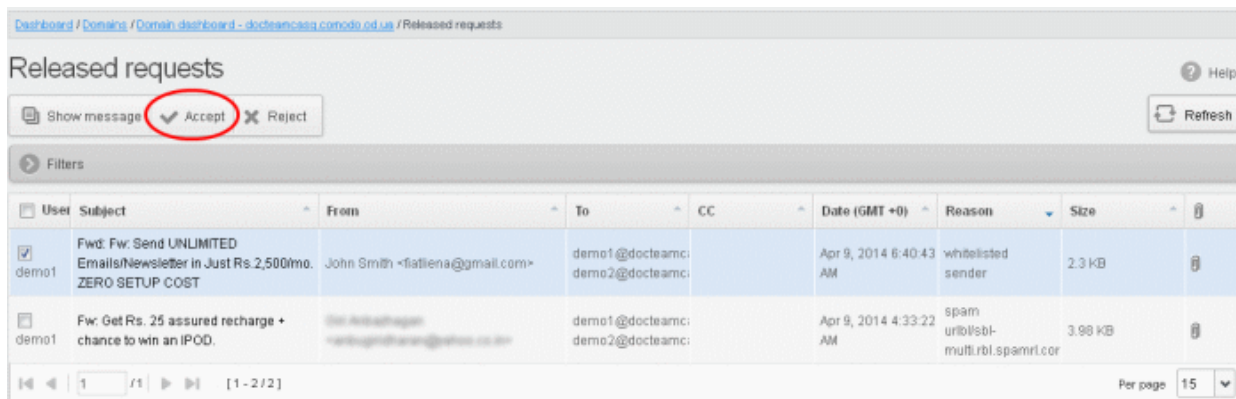 Dashboard / Domains / Domain dashboard - docteamcasg.comodo.od.ua / Released requests
Released requests
Help
Show message Accept Reject
Refresh
Filters
User Subject From To CC Date (GMT +0) Reason Size
demo1
Fwd: Fw: Send UNLIMITED
Emails/Newsletter in Just Rs.2,500/mo.
ZERO SETUP COST
John Smith <fiatliena@gmail.com>
demo1@docteamc
demo2@docteamc
Apr 9, 2014 6:40:43
AM
whitelisted
sender
2.3 KB
demo1
Fw: Get Rs. 25 assured recharge +
chance to win an IPOD.
demo1@docteamc
demo2@docteamc
Apr 9, 2014 4:33:22
AM
spam
urlbl/sbl-
multi.rbl.spamrl.cor
3.98 KB
1 /1 [1 - 2 / 2]
Per page 15